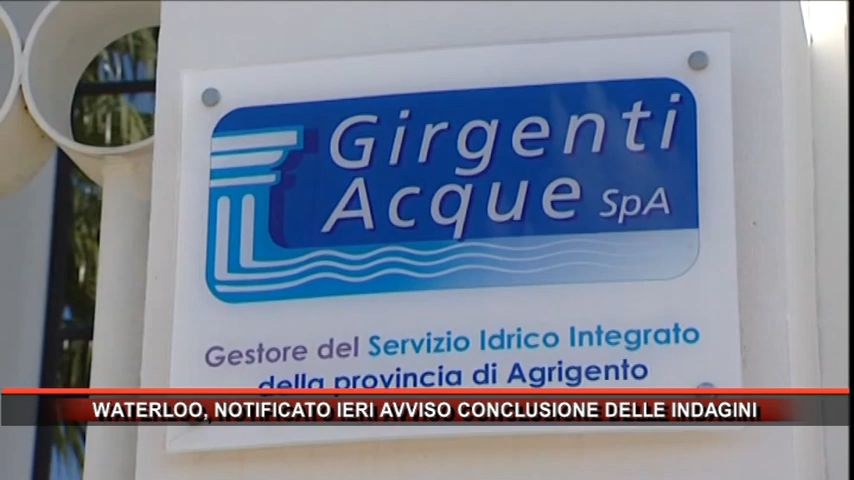 Girgenti
Acque SpA
Gestore del Servizio Idrico Integrato
della provincia di Agrigento
WATERLOO, NOTIFICATO IERI AVVISO CONCLUSIONE DELLE INDAGINI